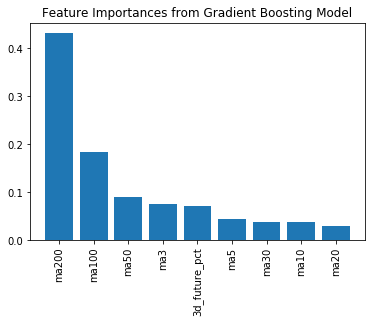 Feature Importances from Gradient Boosting Model
0.4
0.3
0.2
0.1
0.0
ma200
ma100
ma50
ma3
3d_future_pct
ma5
ma30
ma10
ma20